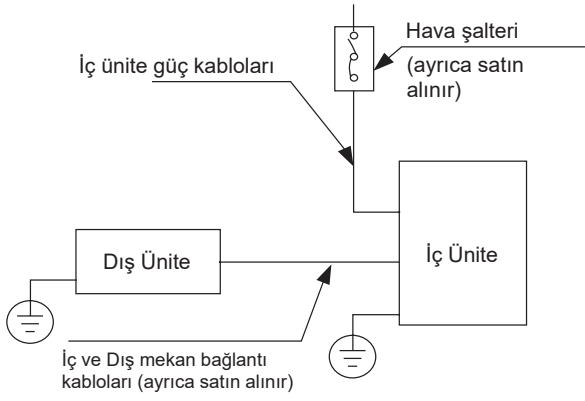 Hava şalteri
(ayrıca satın
alınır)
İç ünite güç kabloları
Dış Ünite
İç Ünite
İç ve Dış mekan bağlantı
kabloları (ayrıca satın alınır)